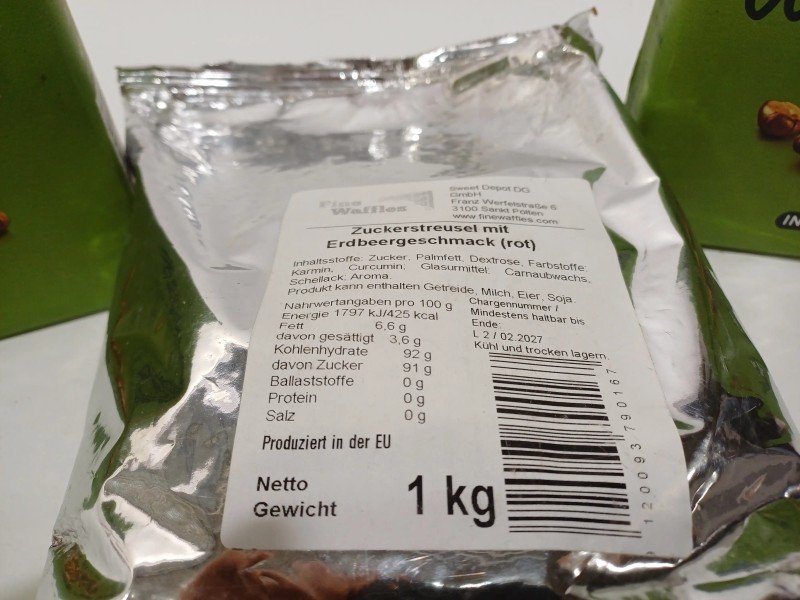 Fine
Waffles
Sweet Depot DG
GmbH
Franz Werfelstraße 6
3100 Sankt Pölten
www.finewaffles.com
Zuckerstreusel mit
Erdbeergeschmack (rot)
Inhaltsstoffe: Zucker, Palmfett, Dextrose, Farbstoffe:
Karmin, Curcumin; Glasurmittel: Carnaubwachs,
Schellack, Aroma.
Produkt kann enthalten Getreide, Milch, Eier, Soja.
Nährwertangaben pro 100 g
Energie 1797 kJ/425 kcal
Fett 6,6 g
davon gesättigt 3,6 g
Kohlenhydrate 92 g
davon Zucker 91 g
Ballaststoffe 0 g
Protein 0 g
Salz 0 g
Chargennummer /
Mindestens haltbar bis
Ende:
L 2 / 02.2027
Kühl und trocken lagern.
Produziert in der EU
Netto
Gewicht 1 kg
120093790167
IN